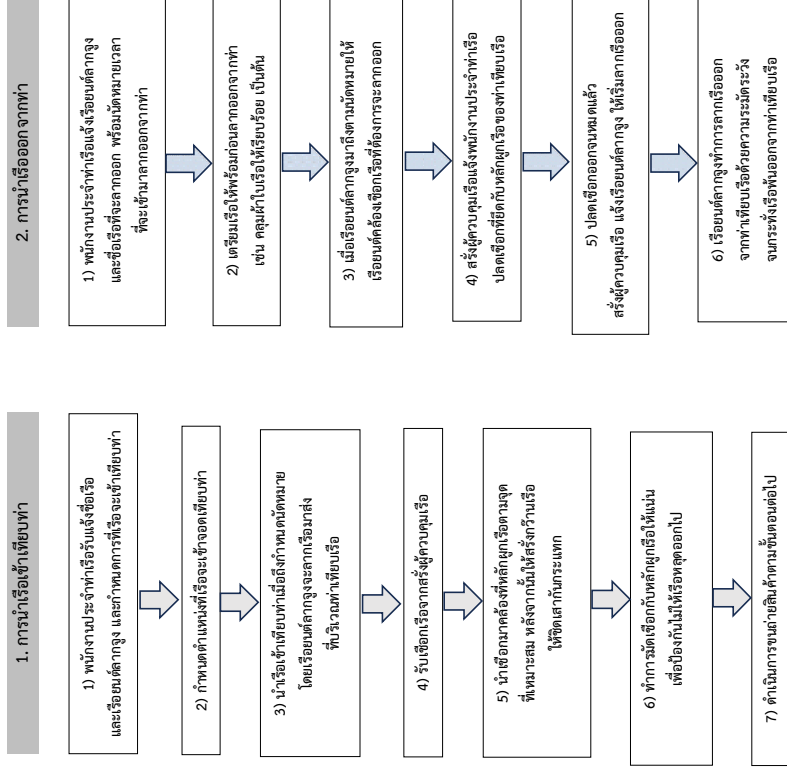 1. การนำเรือเข้าเทียบท่า
1) พนักงานประจำท่าเรือรับแจ้งชื่อเรือ
และเรือยนต์ลากจูง และกำหนดการที่เรือจะเข้าเทียบท่า
2) กำหนดตำแหน่งที่เรือจะเข้าจอดเทียบท่า
3) นำเรือเข้าเทียบท่าเมื่อถึงกำหนดนัดหมาย
โดยเรือยนต์ลากจูงจะลากเรือมาส่ง
ที่บริเวณท่าเทียบเรือ
4) รับเชือกเรือจากสรั่งผู้ควบคุมเรือ
5) นำเชือกมาคล้องที่หลักผูกเรือตามจุด
ที่เหมาะสม หลังจากนั้นให้สรั่งกว๊านเรือ
ให้ชิดเสากันกระแทก
6) ทำการมัดเชือกกับหลักผูกเรือให้แน่น
เพื่อป้องกันไม่ให้เรือหลุดออกไป
7) ดำเนินการขนถ่ายสินค้าตามขั้นตอนต่อไป
2. การนำเรือออกจากท่า
1) พนักงานประจำท่าเรือแจ้งเรือยนต์ลากจูง
และชื่อเรือที่จะลากออก พร้อมนัดหมายเวลา
ที่จะเข้ามาลากออกจากท่า
2) เตรียมเรือให้พร้อมก่อนลากออกจากท่า
เช่น คลุมผ้าใบเรือให้เรียบร้อย เป็นต้น
3) เมื่อเรือยนต์ลากจูงมาถึงตามนัดหมายให้
เรือยนต์คล้องเชือกเรือที่ต้องการจะลากออก
4) สรั่งผู้ควบคุมเรือแจ้งพนักงานประจำท่าเรือ
ปลดเชือกที่ยึดกับหลักผูกเรือของท่าเทียบเรือ
5) ปลดเชือกออกจนหมดแล้ว
สรั่งผู้ควบคุมเรือ แจ้งเรือยนต์ลากจูง ให้เริ่มลากเรือออก
6) เรือยนต์ลากจูงทำการลากเรือออก
จากท่าเทียบเรือด้วยความระมัดระวัง
จนกระทั่งเรือพ้นออกจากท่าเทียบเรือ